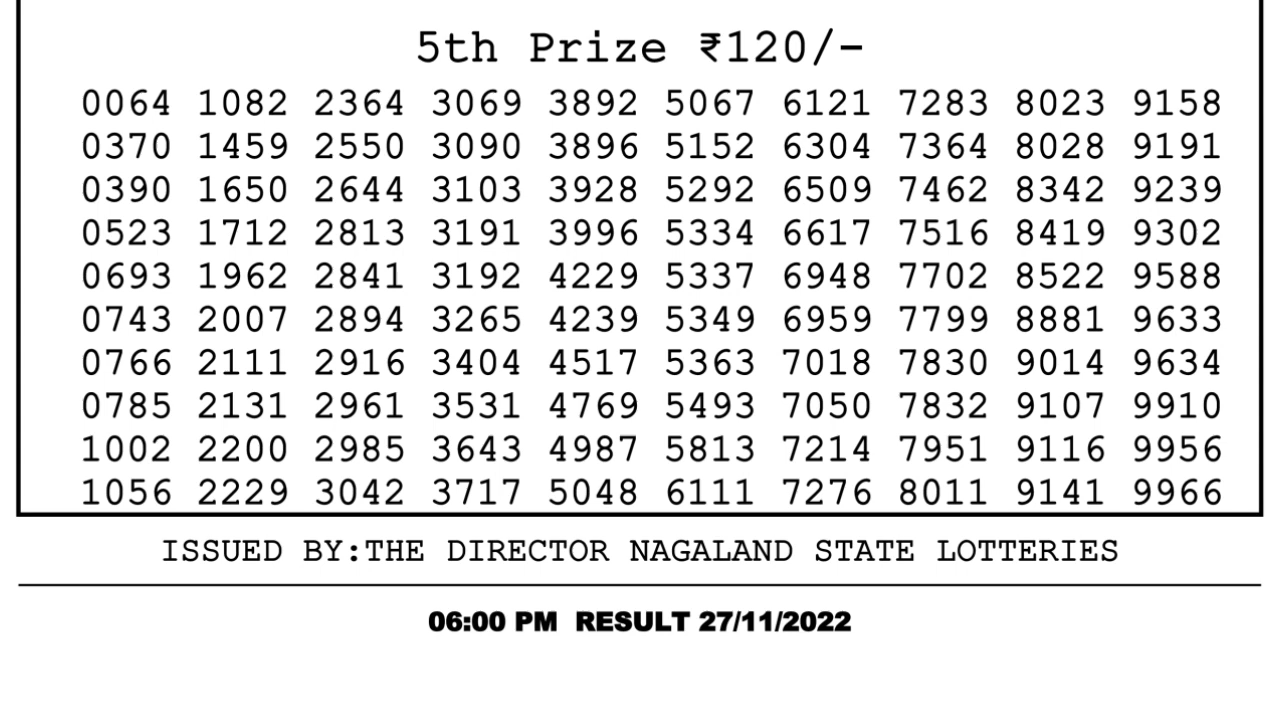 5th Prize ₹120/-
0064 1082 2364 3069 3892 5067 6121 7283 8023 9158
0370 1459 2550 3090 3896 5152 6304 7364 8028 9191
0390 1650 2644 3103 3928 5292 6509 7462 8342 9239
0523 1712 2813 3191 3996 5334 6617 7516 8419 9302
0693 1962 2841 3192 4229 5337 6948 7702 8522 9588
0743 2007 2894 3265 4239 5349 6959 7799 8881 9633
0766 2111 2916 3404 4517 5363 7018 7830 9014 9634
0785 2131 2961 3531 4769 5493 7050 7832 9107 9910
1002 2200 2985 3643 4987 5813 7214 7951 9116 9956
1056 2229 3042 3717 5048 6111 7276 8011 9141 9966
ISSUED BY:THE DIRECTOR NAGALAND STATE LOTTERIES
06:00 PM RESULT 27/11/2022